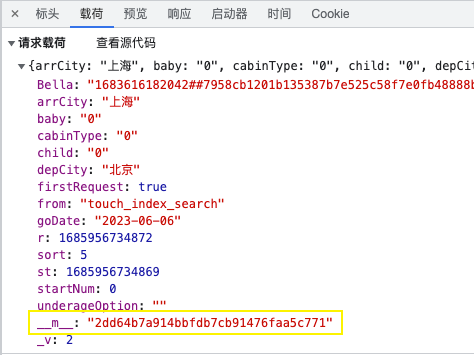 标头 载荷 预览 响应 启动器 时间 Cookie
请求载荷 查看源代码
{arrCity: "上海", baby: "0", cabinType: "0", child: "0", depCit
Bella: "1683616182042##7958cb1201b135387b7e525c58f7e0fb48888b
arrCity: "上海"
baby: "0"
cabinType: "0"
child: "0"
depCity: "北京"
firstRequest: true
from: "touch_index_search"
goDate: "2023-06-06"
r: 1685956734872
sort: 5
st: 1685956734869
startNum: 0
underageOption: ""
__m__: "2dd64b7a914bbfdb7cb91476faa5c771"
_v: 2